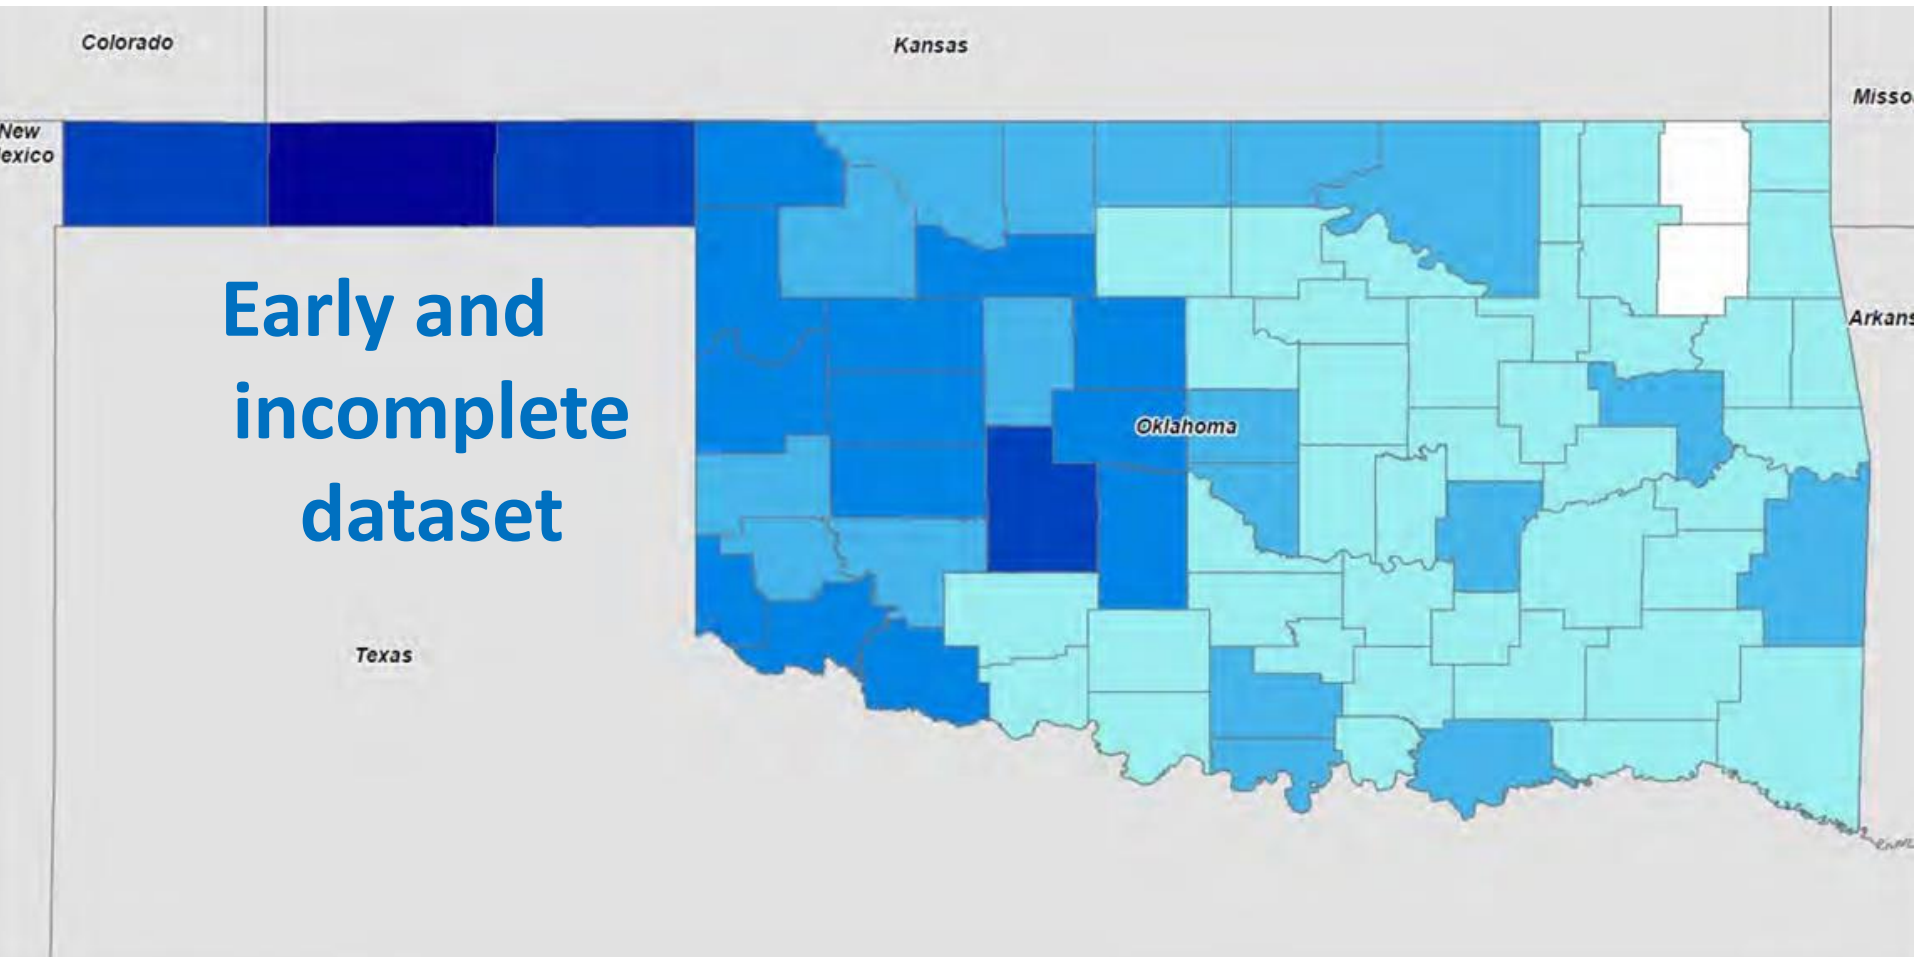 Colorado
Kansas
Misso
New
exico
Early and
incomplete
dataset
Arkans
Oklahoma
Texas